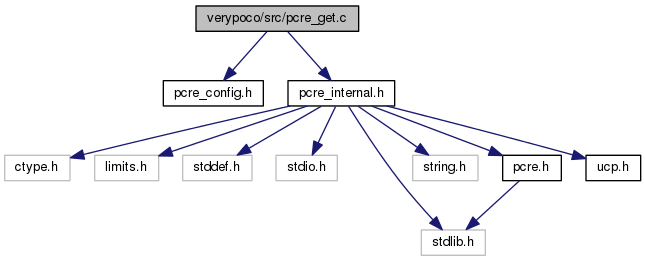 verypoco/src/pcre_get.c
pcre_config.h
pcre_internal.h
ctype.h
limits.h
stddef.h
stdio.h
string.h
pcre.h
ucp.h
stdlib.h